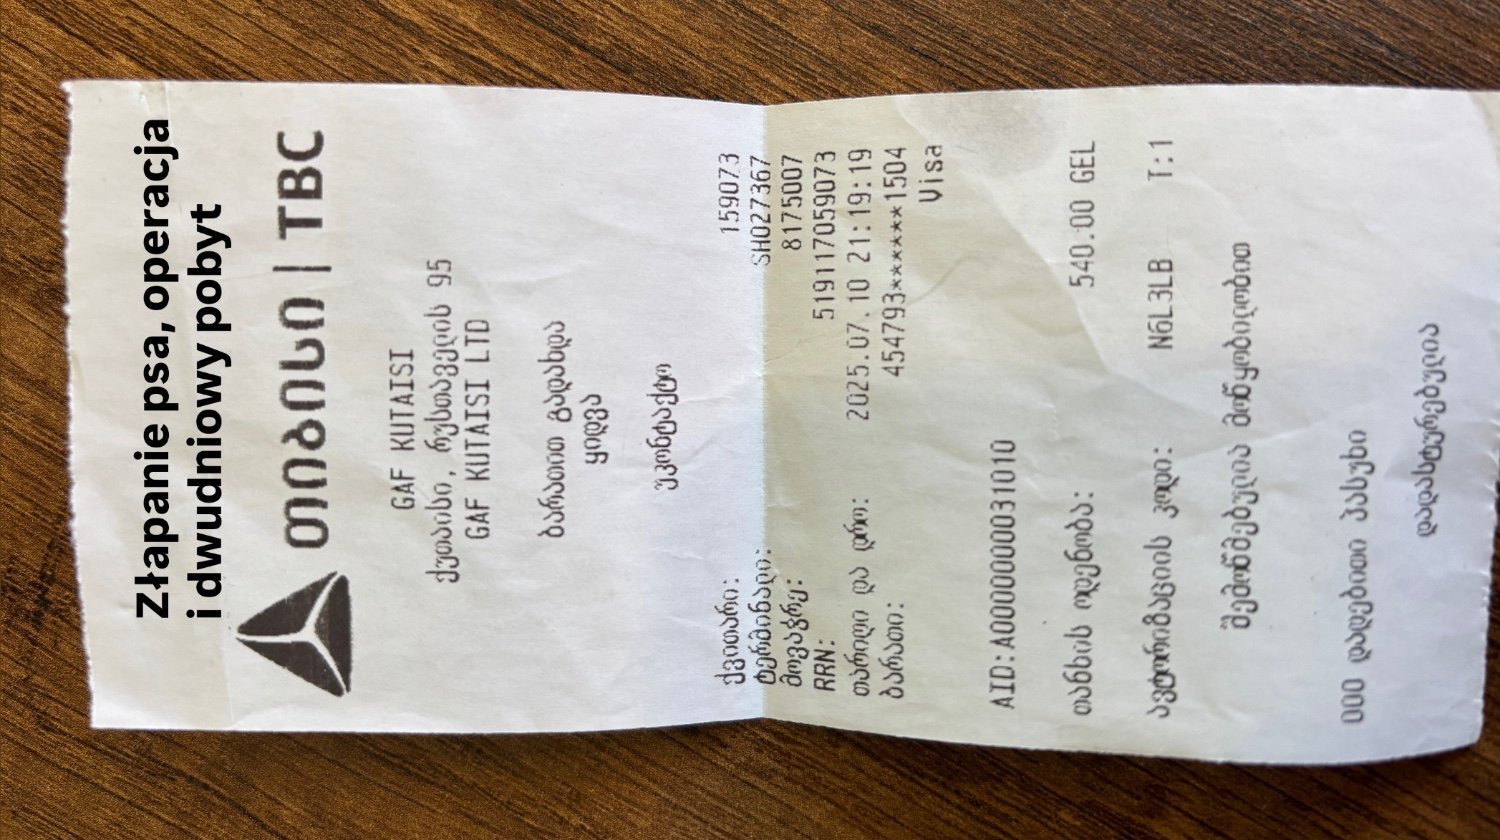 Złapanie psa, operacja
i dwudniowy pobyt
თიბისი | TBC
GAF KUTAISI
ქუთაისი, რუსთაველის 95
GAF KUTAISI LTD
ბარათით გადახდა
ყიდვა
უკონტაქტო
ქვითარი: 159073
ტერმინალი: SH027367
მოვაჭრე: 8175007
RRN: 519117059073
თარიღი და დრო: 2025.07.10 21:19:19
ბარათი: 454793******1504
Visa
AID:A0000000031010
თანხის ოდენობა: 540.00 GEL
ავტორიზაციის კოდი: N6L3LB T:1
შემოწმებულია მოწყობილობით
000 დადებითი პასუხი
დადასტურებულია